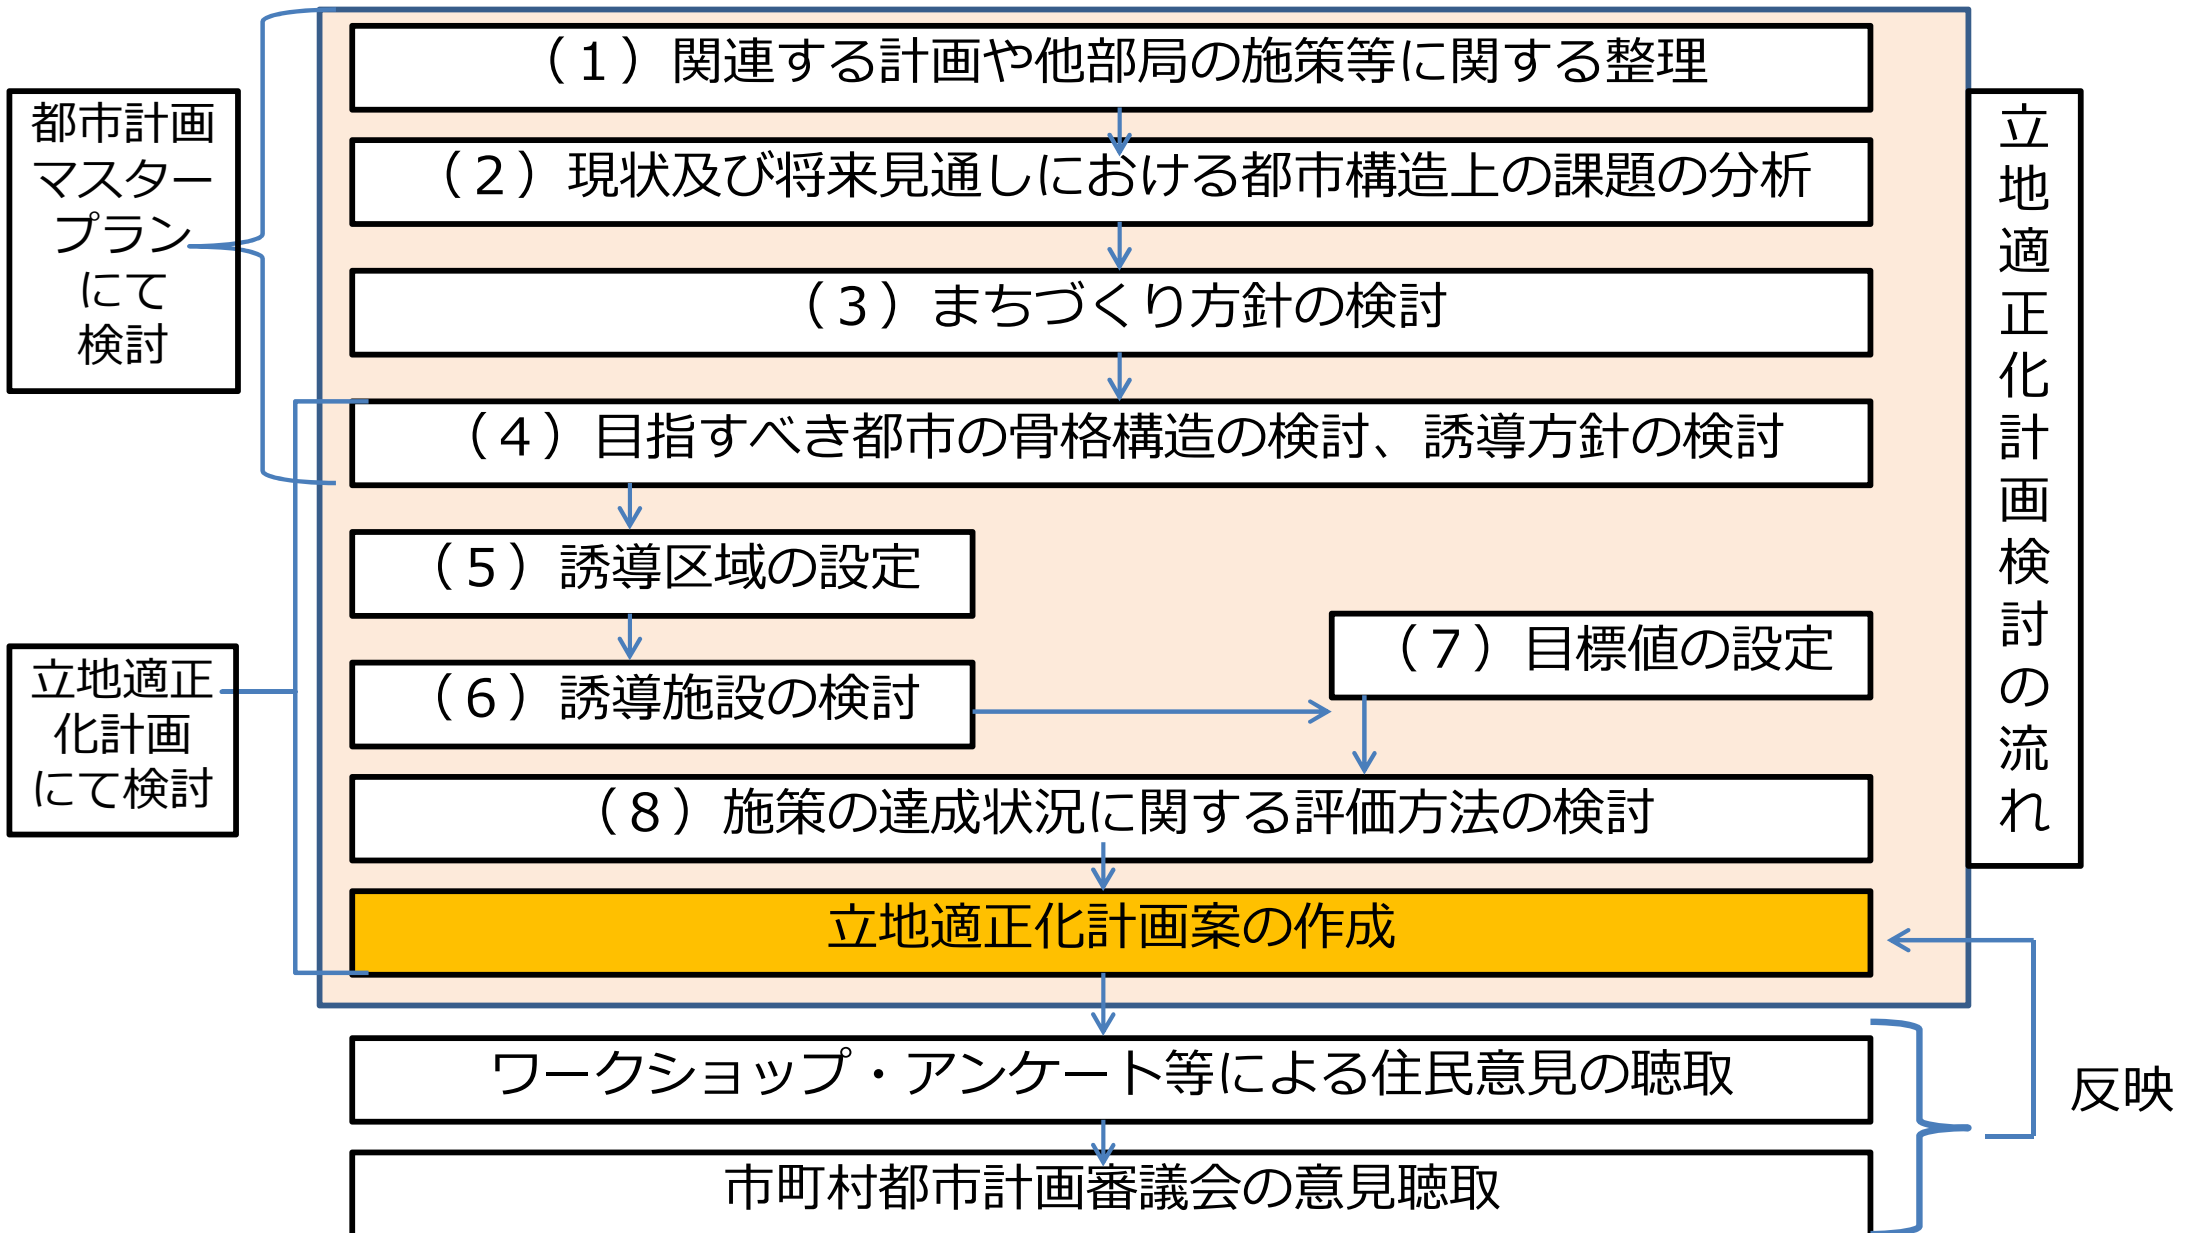 （１）関連する計画や他部局の施策等に関する整理
（２）現状及び将来見通しにおける都市構造上の課題の分析
（３）まちづくり方針の検討
（４）目指すべき都市の骨格構造の検討、誘導方針の検討
（５）誘導区域の設定
（６）誘導施設の検討
（７）目標値の設定
（８）施策の達成状況に関する評価方法の検討
立地適正化計画案の作成
ワークショップ・アンケート等による住民意見の聴取
市町村都市計画審議会の意見聴取
都市計画
マスター
プラン
にて
検討
立地適正
化計画
にて検討
立地適正化計画検討の流れ
反映